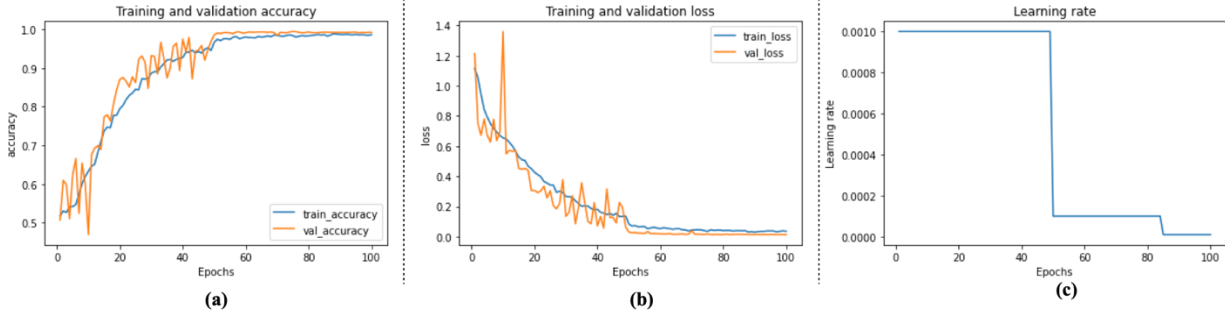 Training and validation accuracy
1.0
0.9
0.8
0.7
0.6
0.5
accuracy
train_accuracy
val_accuracy
0 20 40 60 80 100
Epochs
(a)
Training and validation loss
1.4
1.2
1.0
0.8
0.6
0.4
0.2
0.0
loss
train_loss
val_loss
0 20 40 60 80 100
Epochs
(b)
Learning rate
0.0010
0.0008
0.0006
0.0004
0.0002
0.0000
Learning rate
0 20 40 60 80 100
Epochs
(c)